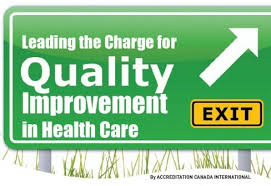 Leading the Charge for
Quality
Improvement
in Health Care
EXIT
By ACCREDITATION CANADA INTERNATIONAL